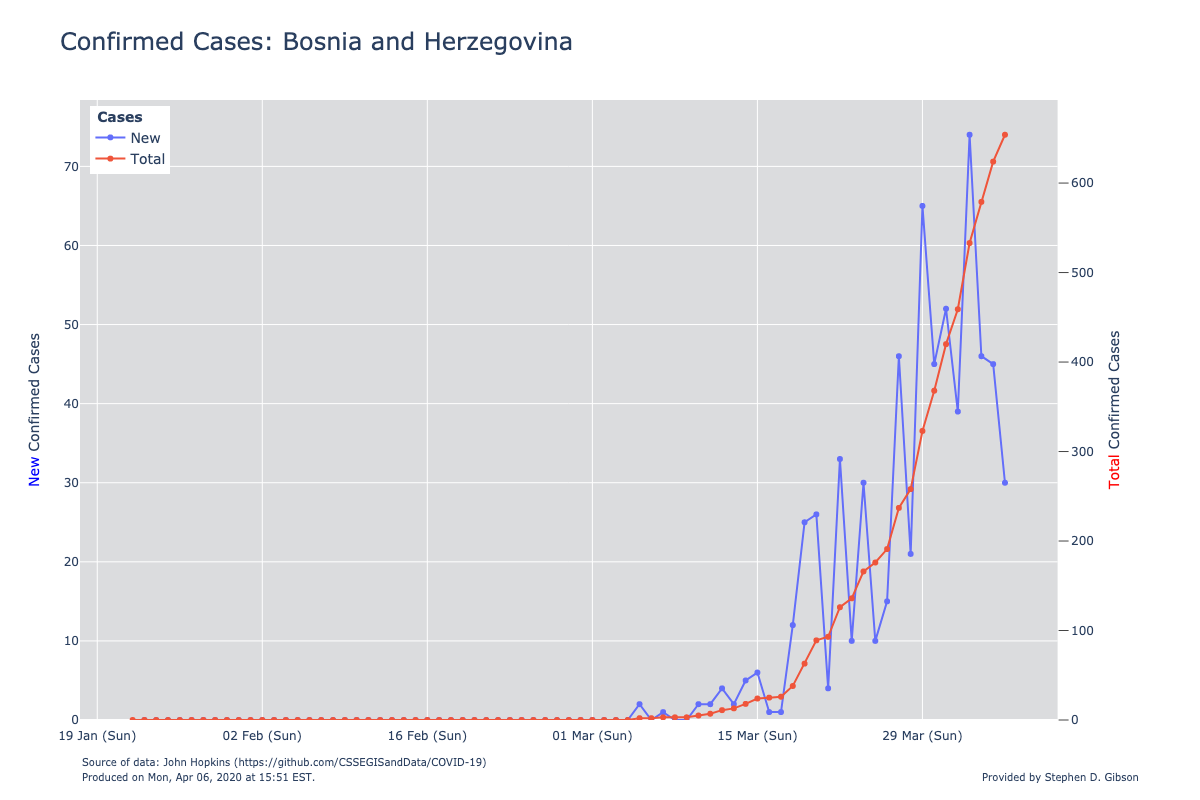 Confirmed Cases: Bosnia and Herzegovina
Cases
New
Total
70
60
50
40
30
20
10
0
600
500
400
300
200
100
0
New Confirmed Cases
Total Confirmed Cases
19 Jan (Sun)
02 Feb (Sun)
16 Feb (Sun)
01 Mar (Sun)
15 Mar (Sun)
29 Mar (Sun)
Source of data: John Hopkins (https://github.com/CSSEGISandData/COVID-19)
Produced on Mon, Apr 06, 2020 at 15:51 EST.
Provided by Stephen D. Gibson